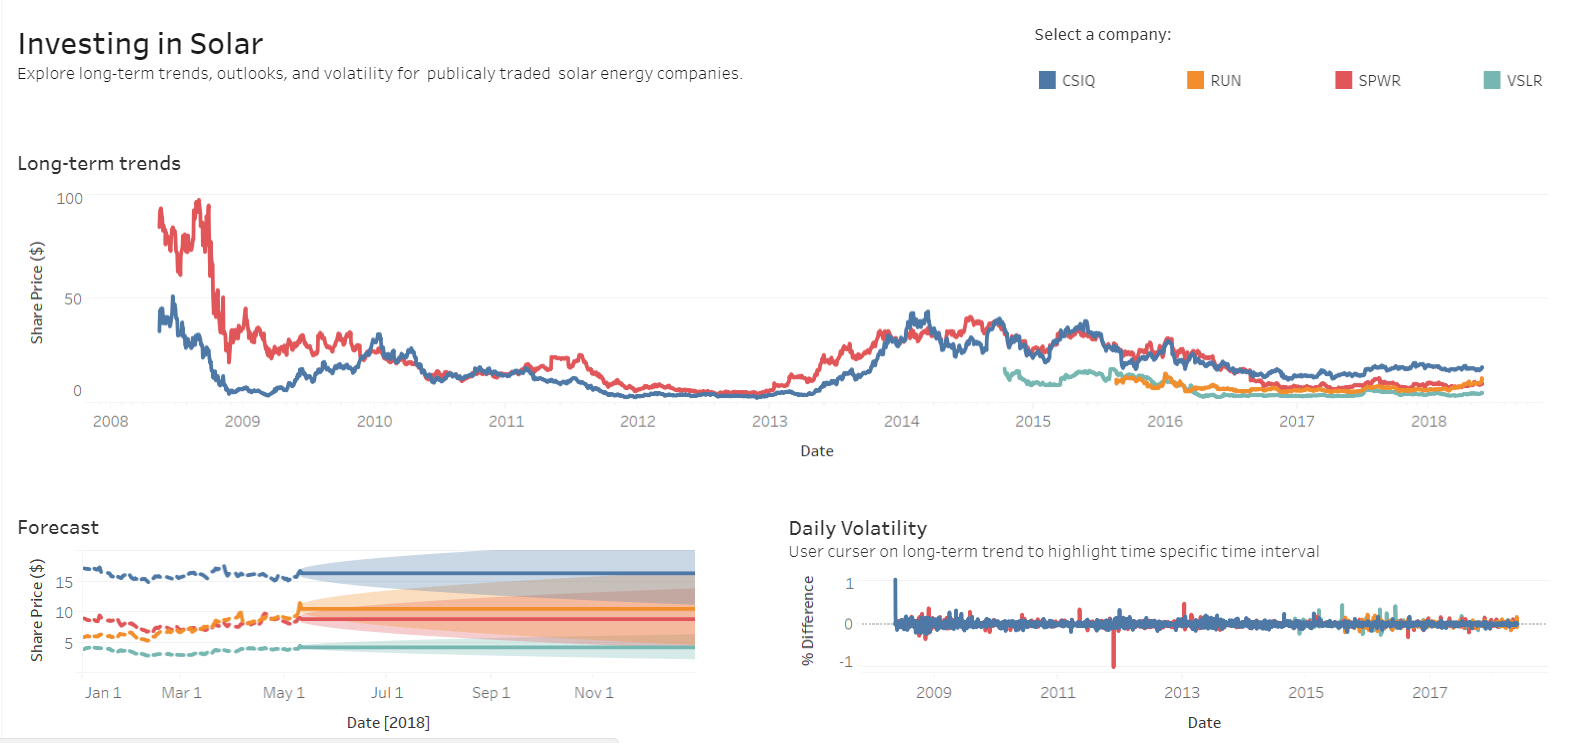 Investing in Solar
Explore long-term trends, outlooks, and volatility for publicaly traded solar energy companies.
Select a company:
CSIQ RUN SPWR VSLR
Long-term trends
100
50
0
Share Price ($)
2008 2009 2010 2011 2012 2013 2014 2015 2016 2017 2018
Date
Forecast
15
10
5
Share Price ($)
Jan 1 Mar 1 May 1 Jul 1 Sep 1 Nov 1
Date [2018]
Daily Volatility
User curser on long-term trend to highlight time specific time interval
1
0
-1
% Difference
2009 2011 2013 2015 2017
Date